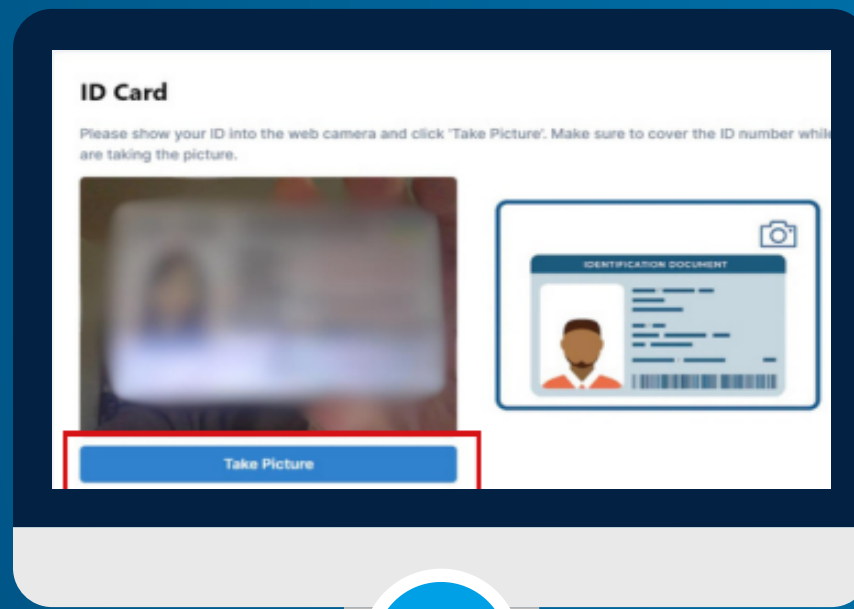 ID Card
Please show your ID into the web camera and click 'Take Picture'. Make sure to cover the ID number while
are taking the picture.
IDENTIFICATION DOCUMENT
Take Picture